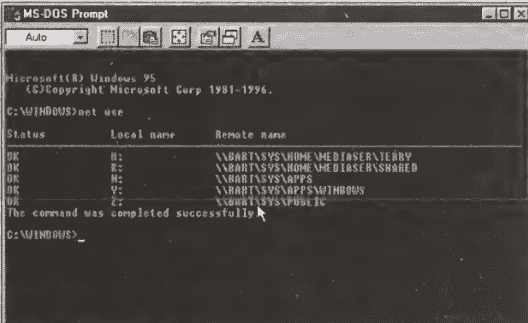 MS-DOS Prompt
Auto
A
Microsoft(R) Windows 95
(C)Copyright Microsoft Corp 1981-1996.
C:\WINDOWS>net use
Status Local name Remote name
OK H: \\BART\SYS\HOME\MEDIASER\TERRY
OK K: \\BART\SYS\HOME\MEDIASER\SHARED
OK \\BART\SYS\APPS
OK Y: \\BART\SYS\APPS\WINDOWS
OK Z: \\BART\SYS\PUBLIC
The command was completed successfully.
C:\WINDOWS>_